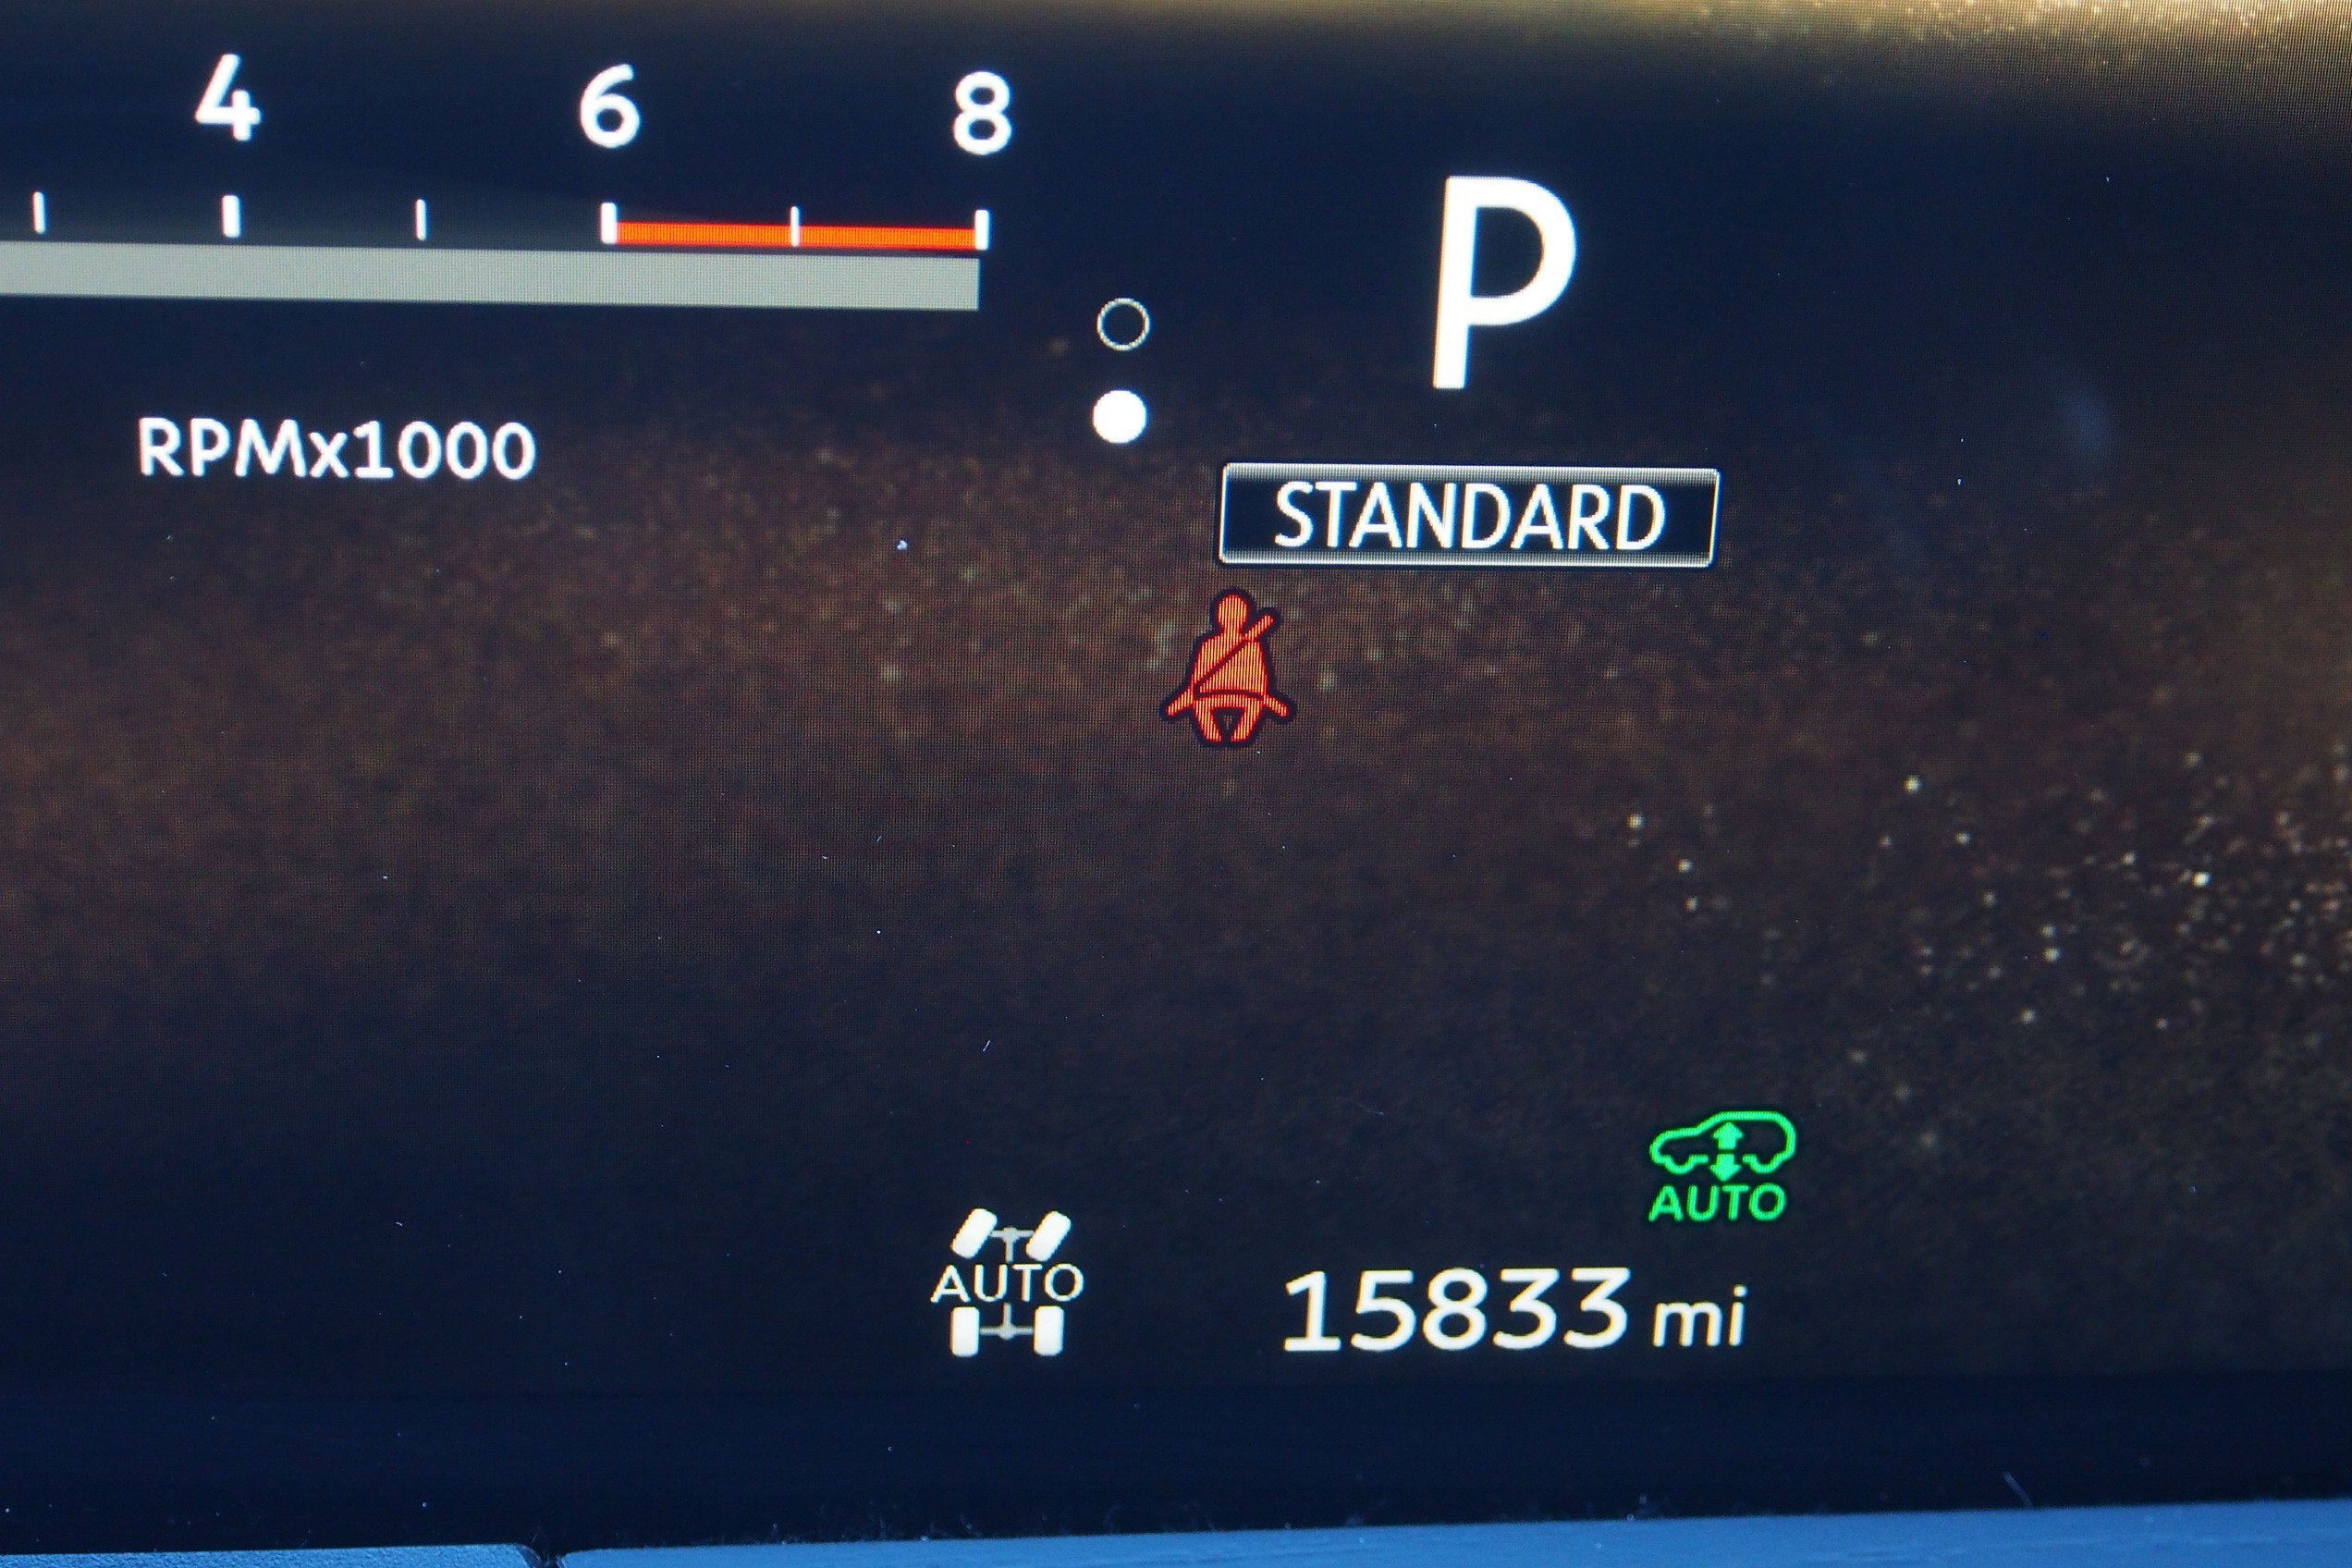 4 6 8
P
RPMx1000
STANDARD
AUTO
AUTO
15833 mi